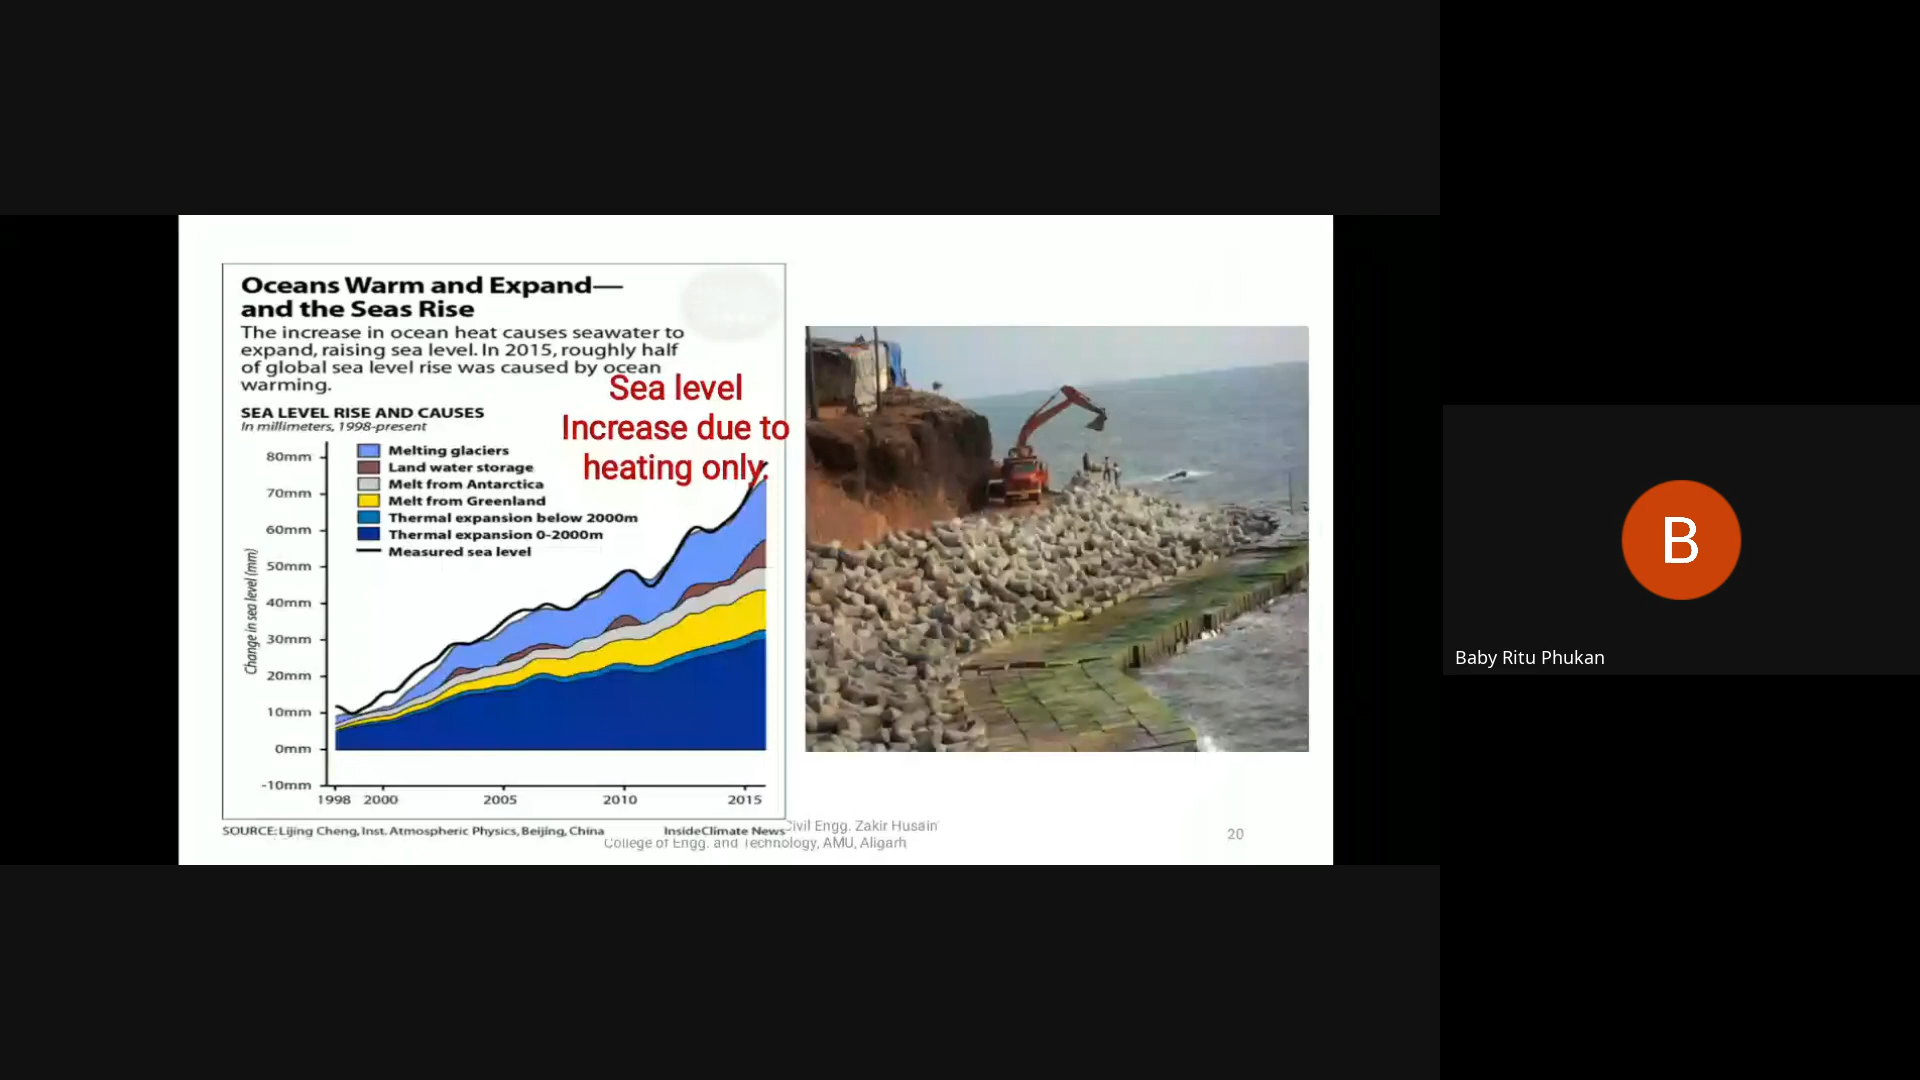 Oceans Warm and Expand—
and the Seas Rise
The increase in ocean heat causes seawater to
expand, raising sea level. In 2015, roughly half
of global sea level rise was caused by ocean
warming.
Sea level
Increase due to
heating only.
SEA LEVEL RISE AND CAUSES
In millimeters, 1998-present
Melting glaciers
Land water storage
Melt from Antarctica
Melt from Greenland
Thermal expansion below 2000m
Thermal expansion 0-2000m
Measured sea level
Change in sea level (mm)
80mm
70mm
60mm
50mm
40mm
30mm
20mm
10mm
0mm
-10mm
1998 2000 2005 2010 2015
SOURCE: Lijing Cheng, Inst. Atmospheric Physics, Beijing, China InsideClimate News
Civil Engg. Zakir Husain
College of Engg. and Technology, AMU, Aligarh
20
B
Baby Ritu Phukan